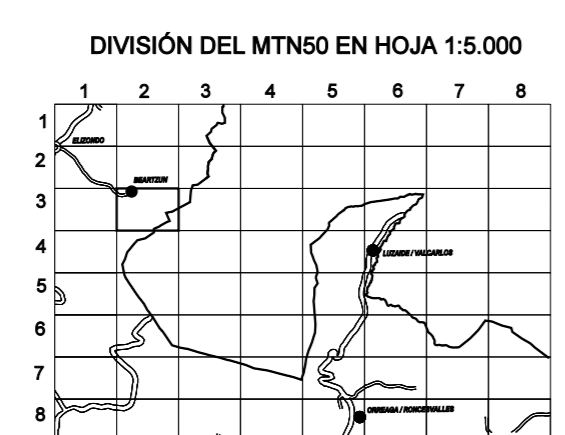 DIVISIÓN DEL MTN50 EN HOJA 1:5.000
1 2 3 4 5 6 7 8
1
ELIZONDO
2
BEARTZUN
3
4
LUZAIDE / VALCARLOS
5
6
7
ORREAGA / RONCESVALLES
8